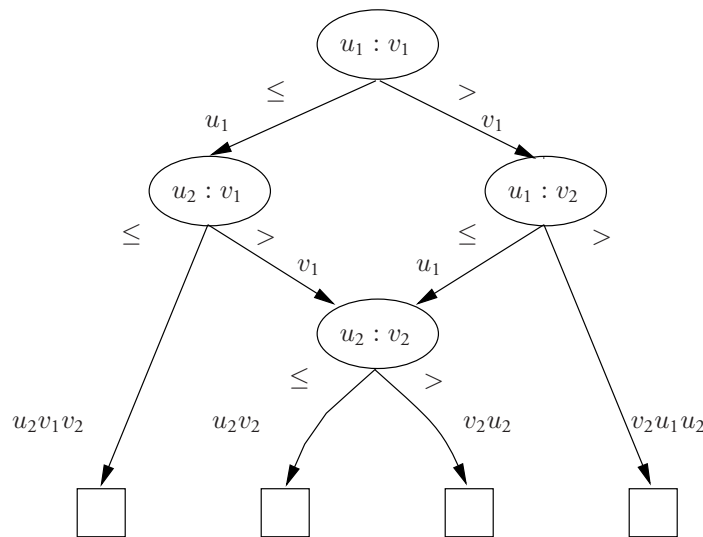 u₁ : v₁
≤ >
u₁ v₁
u₂ : v₁ u₁ : v₂
≤ > ≤ >
v₁ u₁
u₂ : v₂
≤ >
u₂v₁v₂ u₂v₂ v₂u₂ v₂u₁u₂